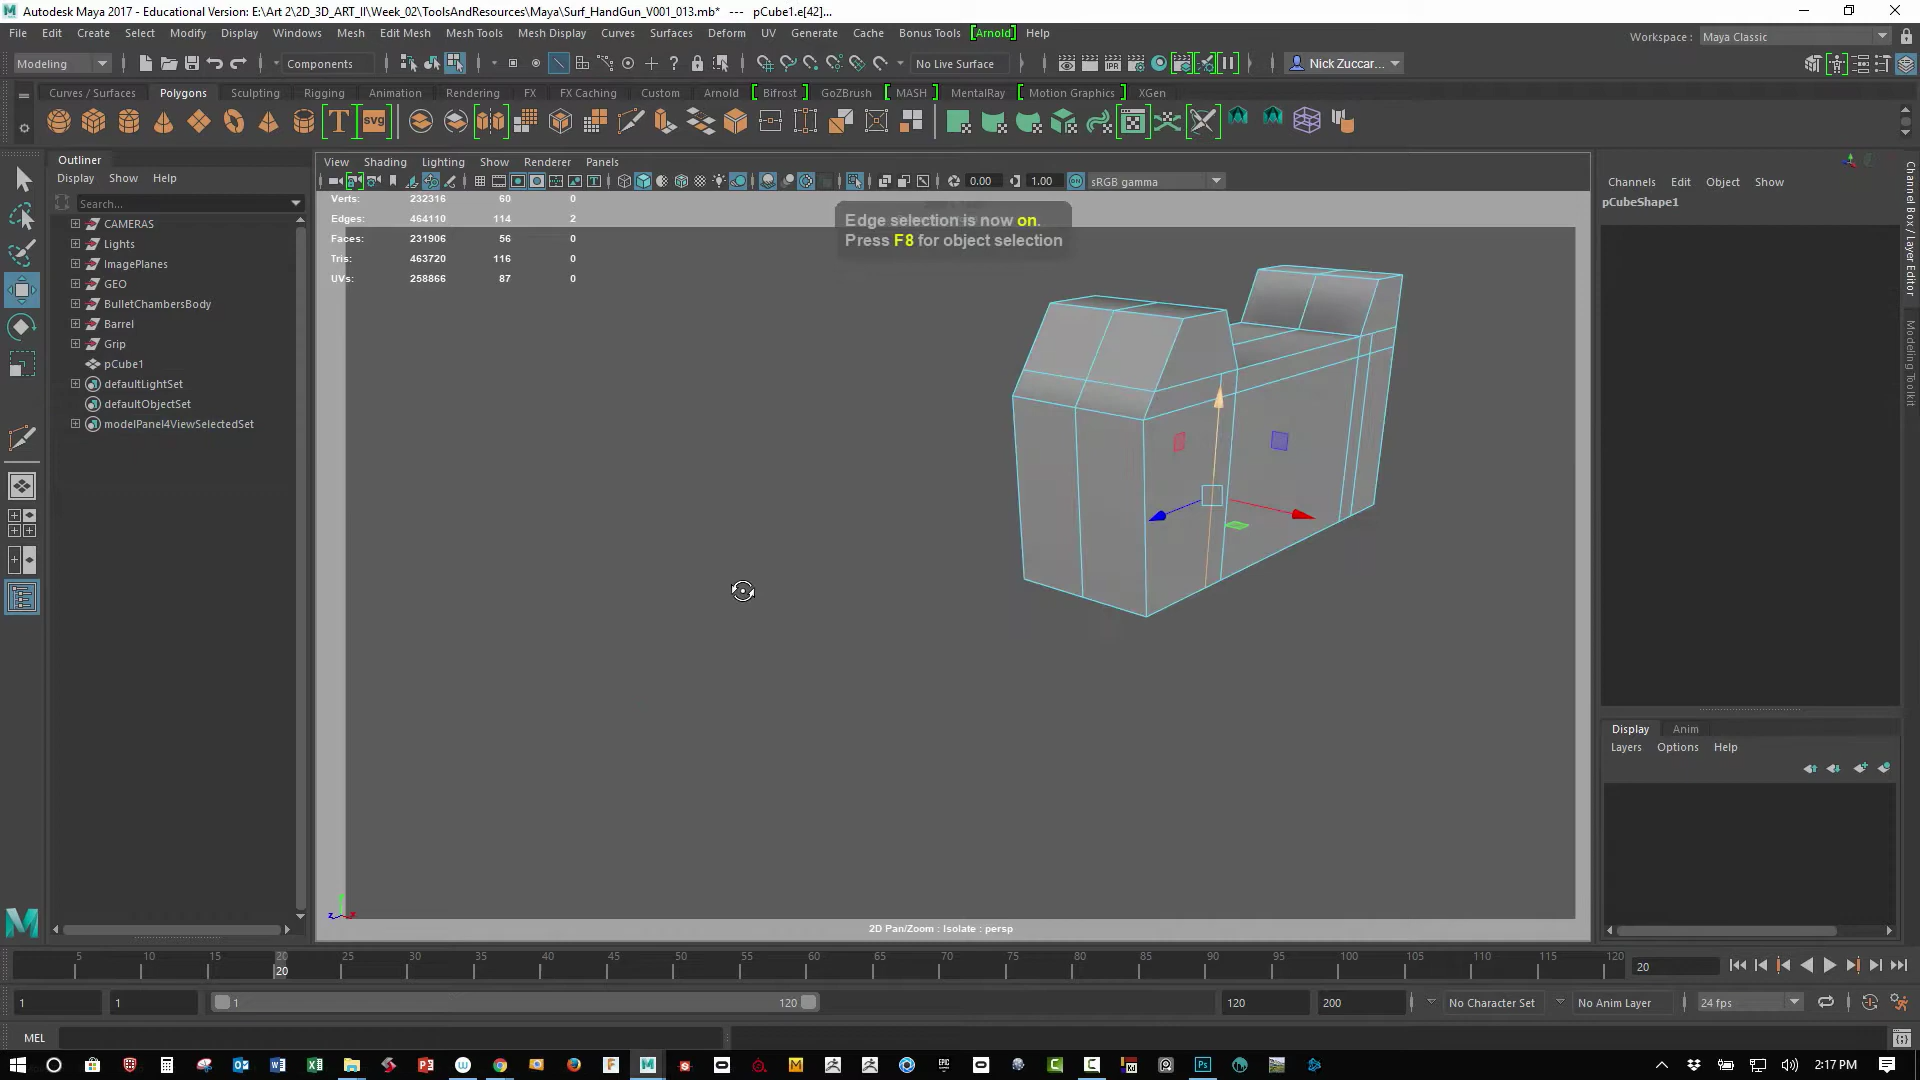 Autodesk Maya 2017 - Educational Version: E:\Art 2\2D_3D_ART_II\Week_02\ToolsAndResources\Maya\Surf_HandGun_V001_013.mb* --- pCube1.e[42]...
File Edit Create Select Modify Display Windows Mesh Edit Mesh Mesh Tools Mesh Display Curves Surfaces Deform UV Generate Cache Bonus Tools [Arnold] Help
Workspace : Maya Classic
Modeling Components No Live Surface Nick Zuccar...
Curves / Surfaces Polygons Sculpting Rigging Animation Rendering FX FX Caching Custom Arnold [ Bifrost ] GoZBrush [ MASH ] MentalRay [ Motion Graphics ] XGen
T svg
Outliner
Display Show Help
Search...
CAMERAS
Lights
ImagePlanes
GEO
BulletChambersBody
Barrel
Grip
pCube1
defaultLightSet
defaultObjectSet
modelPanel4ViewSelectedSet
View Shading Lighting Show Renderer Panels
0.00 1.00 sRGB gamma
Verts: 232316 60 0
Edges: 464110 114 2
Faces: 231906 56 0
Tris: 463720 116 0
UVs: 258866 87 0
Edge selection is now on.
Press F8 for object selection
2D Pan/Zoom : Isolate : persp
Channels Edit Object Show
pCubeShape1
Channel Box / Layer Editor
Modeling Toolkit
Display Anim
Layers Options Help
5 10 15 20 25 30 35 40 45 50 55 60 65 70 75 80 85 90 95 100 105 110 115 120
20
20
1 1 1 120 120 200 No Character Set No Anim Layer 24 fps
MEL
2:17 PM